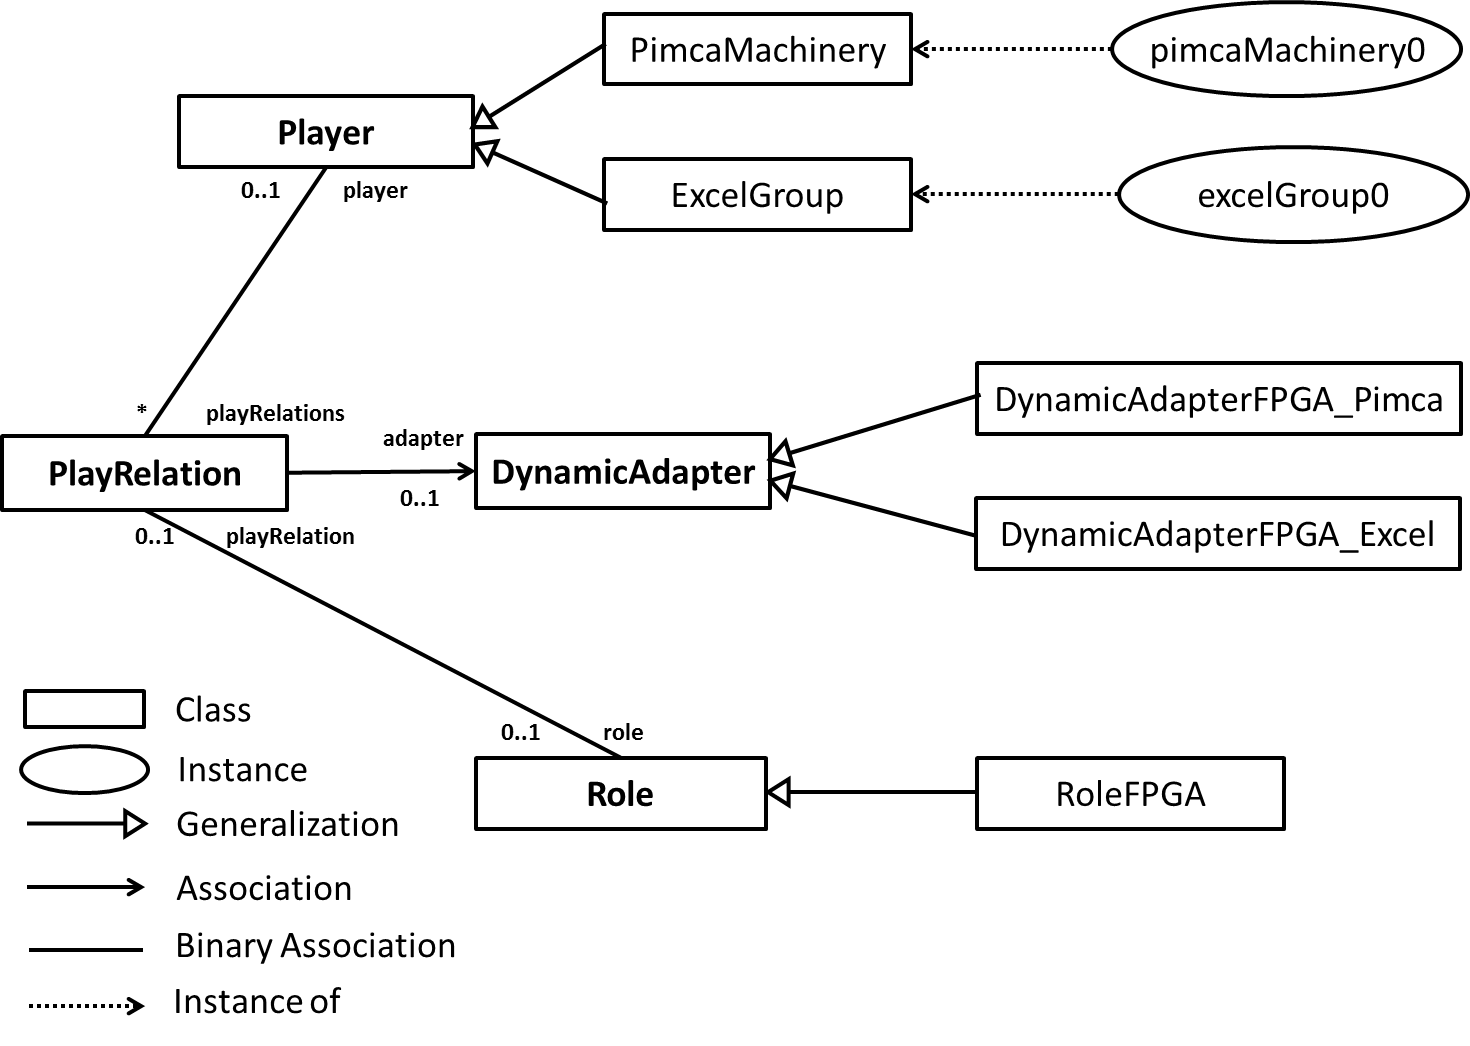 PimcaMachinery
pimcaMachinery0
Player
0..1
player
ExcelGroup
excelGroup0
*
playRelations
PlayRelation
adapter
0..1
DynamicAdapter
DynamicAdapterFPGA_Pimca
DynamicAdapterFPGA_Excel
0..1
playRelation
0..1
role
Role
RoleFPGA
Class
Instance
Generalization
Association
Binary Association
Instance of